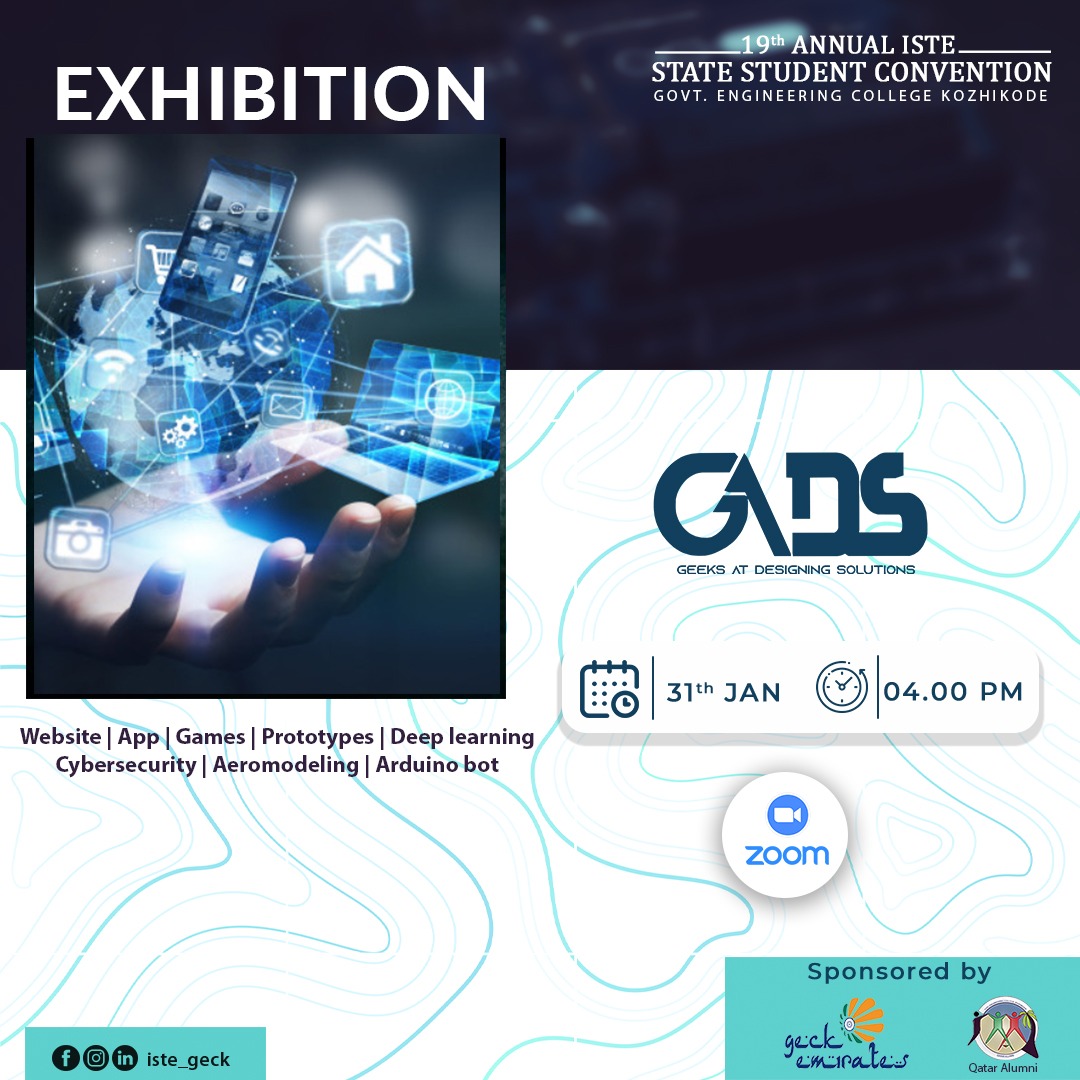 19th ANNUAL ISTE
STATE STUDENT CONVENTION
GOVT. ENGINEERING COLLEGE KOZHIKODE
EXHIBITION
GADS
GEEKS AT DESIGNING SOLUTIONS
31th JAN
04.00 PM
Website | App | Games | Prototypes | Deep learning
Cybersecurity | Aeromodeling | Arduino bot
zoom
Sponsored by
geck
emirates
Qatar Alumni
iste_geck